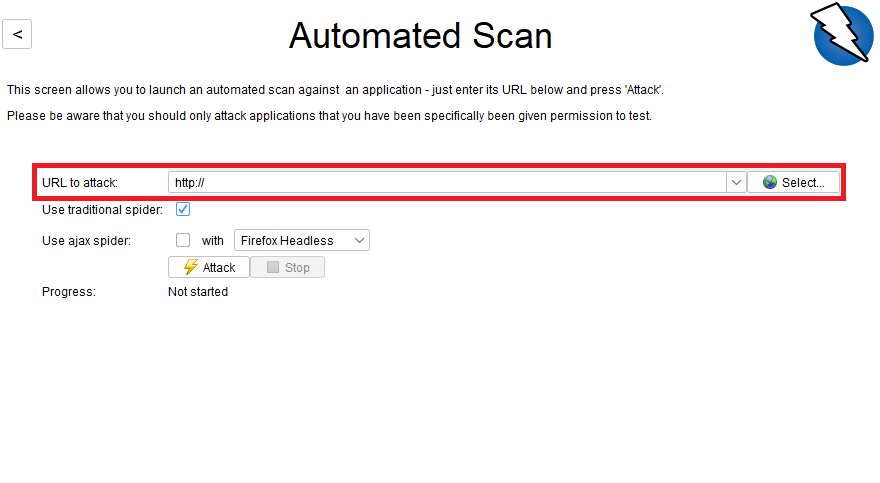 <
Automated Scan
This screen allows you to launch an automated scan against  an application - just enter its URL below and press 'Attack'.
Please be aware that you should only attack applications that you have been specifically been given permission to test.
URL to attack: http:// Select...
Use traditional spider:
Use ajax spider: with Firefox Headless
Attack Stop
Progress: Not started